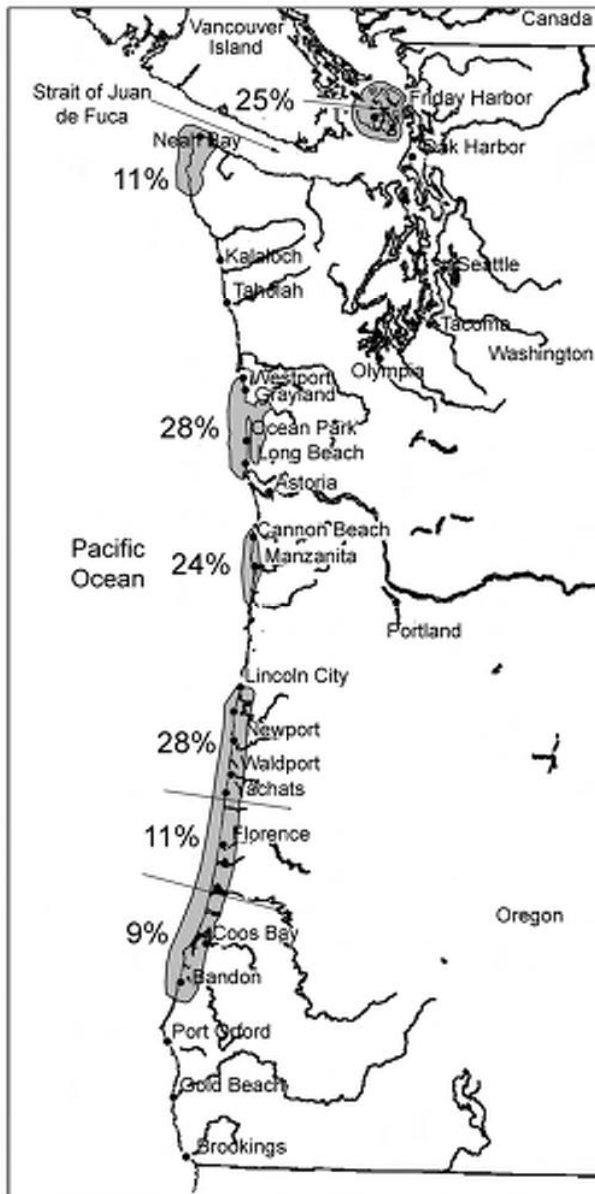 Canada
Vancouver
Island
Strait of Juan
de Fuca
25%
Friday Harbor
Neah Bay
Oak Harbor
11%
Kalaloch
Seattle
Taholah
Tacoma
Washington
Olympia
Westport
Grayland
28%
Ocean Park
Long Beach
Astoria
Cannon Beach
Pacific
Ocean
24%
Manzanita
Portland
Lincoln City
Newport
28%
Waldport
Yachats
11%
Florence
Oregon
9%
Coos Bay
Bandon
Port Orford
Gold Beach
Brookings